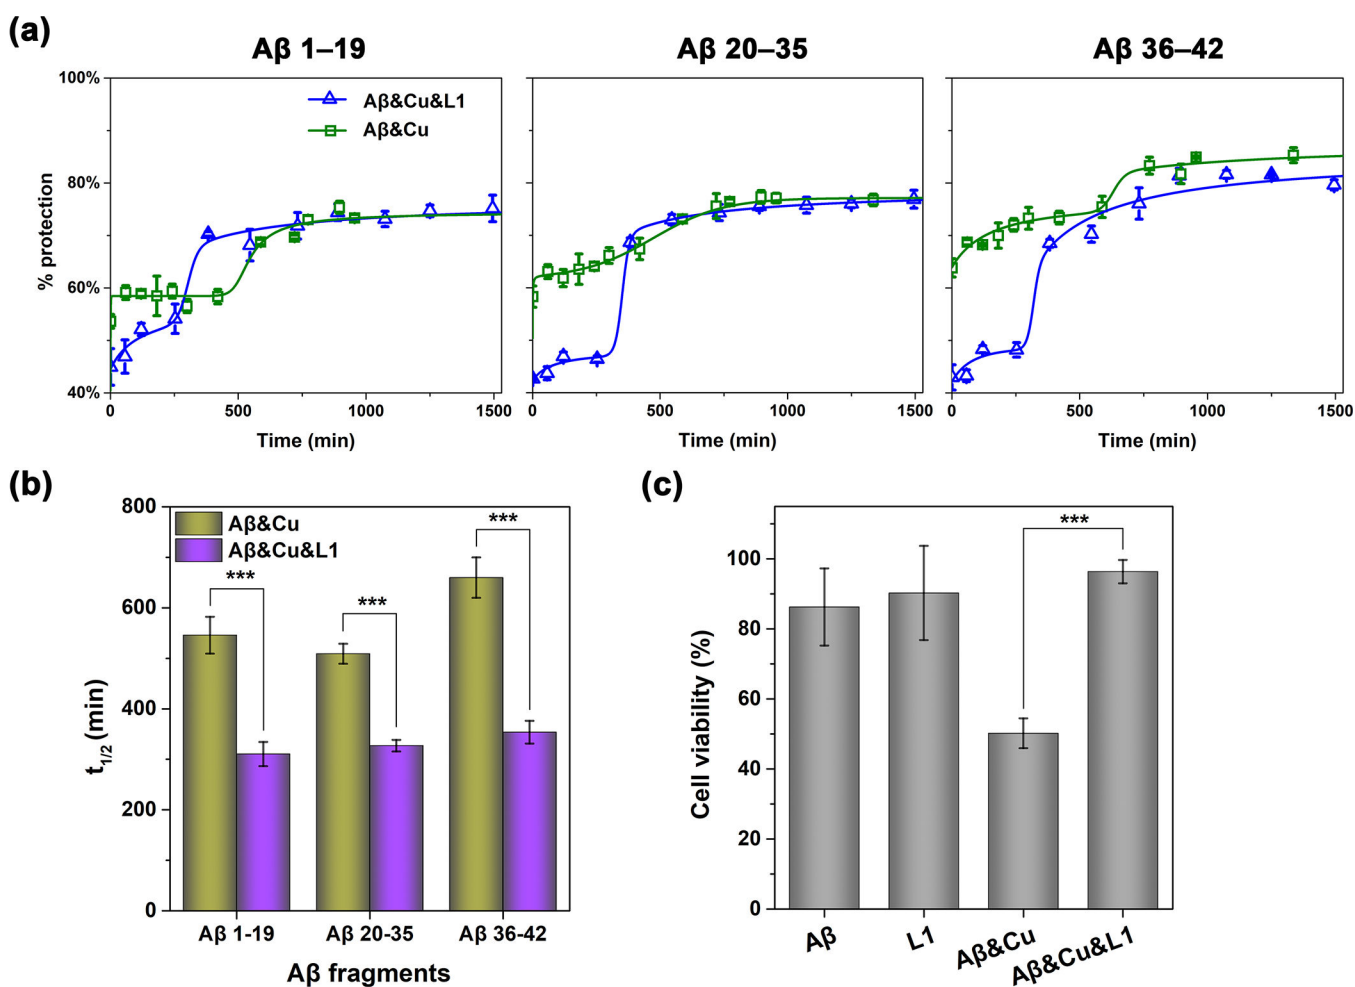 (a)
Aβ 1–19
Aβ 20–35
Aβ 36–42
100%
80%
60%
40%
% protection
Aβ&Cu&L1
Aβ&Cu
0 500 1000 1500
0 500 1000 1500
0 500 1000 1500
Time (min)
Time (min)
Time (min)
(b)
800
600
400
200
0
t1/2 (min)
Aβ&Cu
Aβ&Cu&L1
***
***
***
Aβ 1-19
Aβ 20-35
Aβ 36-42
Aβ fragments
(c)
100
80
60
40
20
0
Cell viability (%)
***
Aβ
L1
Aβ&Cu
Aβ&Cu&L1